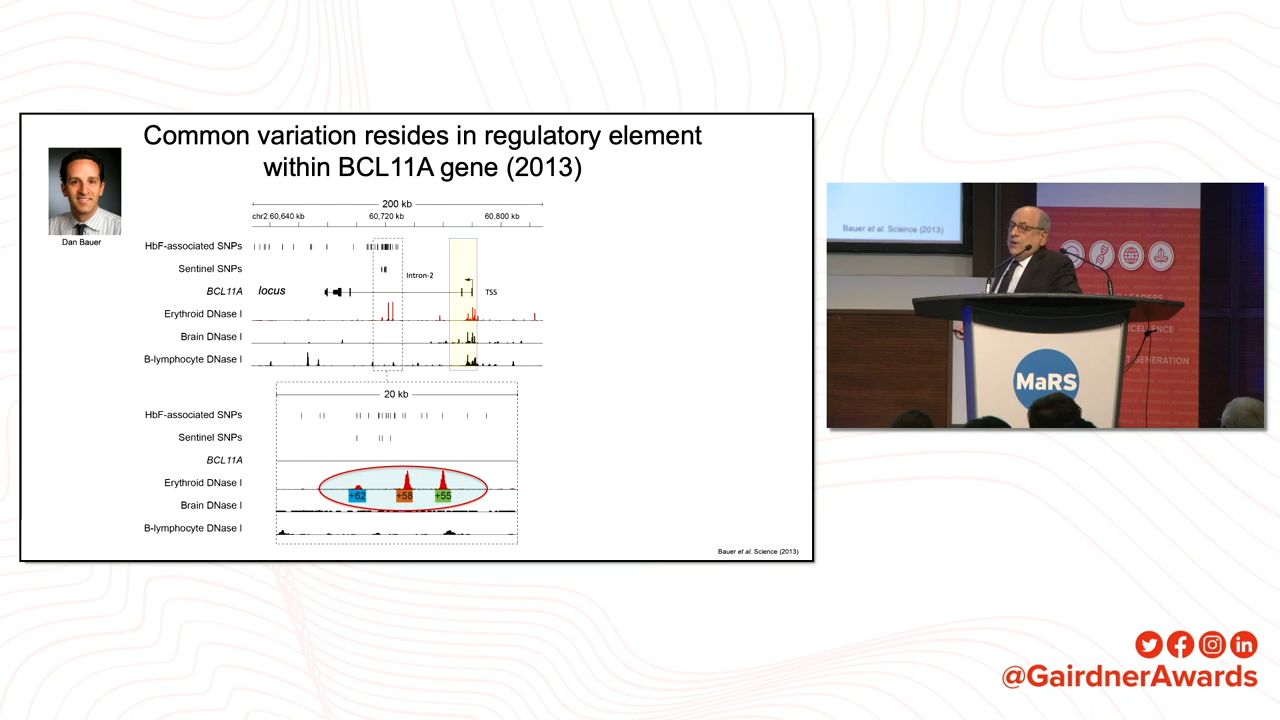 Common variation resides in regulatory element
within BCL11A gene (2013)
Dan Bauer
200 kb
chr2:60,640 kb 60,720 kb 60,800 kb
HbF-associated SNPs
Sentinel SNPs
Intron-2
BCL11A locus
TSS
Erythroid DNase I
Brain DNase I
B-lymphocyte DNase I
20 kb
HbF-associated SNPs
Sentinel SNPs
BCL11A
Erythroid DNase I
+62 +58 +55
Brain DNase I
B-lymphocyte DNase I
Bauer et al. Science (2013)
Bauer et al. Science (2013)
MaRS
@GairdnerAwards